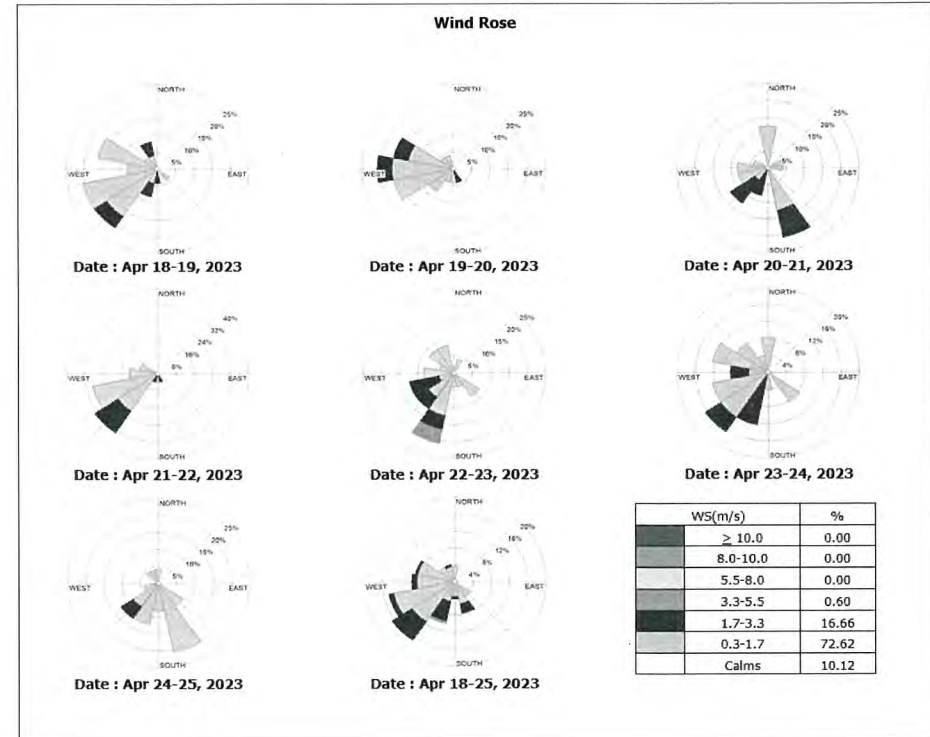 Wind Rose
NORTH
25%
20%
15%
10%
5%
WEST
EAST
SOUTH
Date : Apr 18-19, 2023
NORTH
25%
20%
15%
10%
5%
WEST
EAST
SOUTH
Date : Apr 19-20, 2023
NORTH
25%
20%
15%
10%
5%
WEST
EAST
SOUTH
Date : Apr 20-21, 2023
NORTH
40%
32%
24%
16%
8%
WEST
EAST
SOUTH
Date : Apr 21-22, 2023
NORTH
25%
20%
15%
10%
5%
WEST
EAST
SOUTH
Date : Apr 22-23, 2023
NORTH
20%
16%
12%
8%
4%
WEST
EAST
SOUTH
Date : Apr 23-24, 2023
NORTH
25%
20%
15%
10%
5%
WEST
EAST
SOUTH
Date : Apr 24-25, 2023
NORTH
20%
16%
12%
8%
4%
WEST
EAST
SOUTH
Date : Apr 18-25, 2023
WS(m/s) %
≥ 10.0 0.00
8.0-10.0 0.00
5.5-8.0 0.00
3.3-5.5 0.60
1.7-3.3 16.66
0.3-1.7 72.62
Calms 10.12